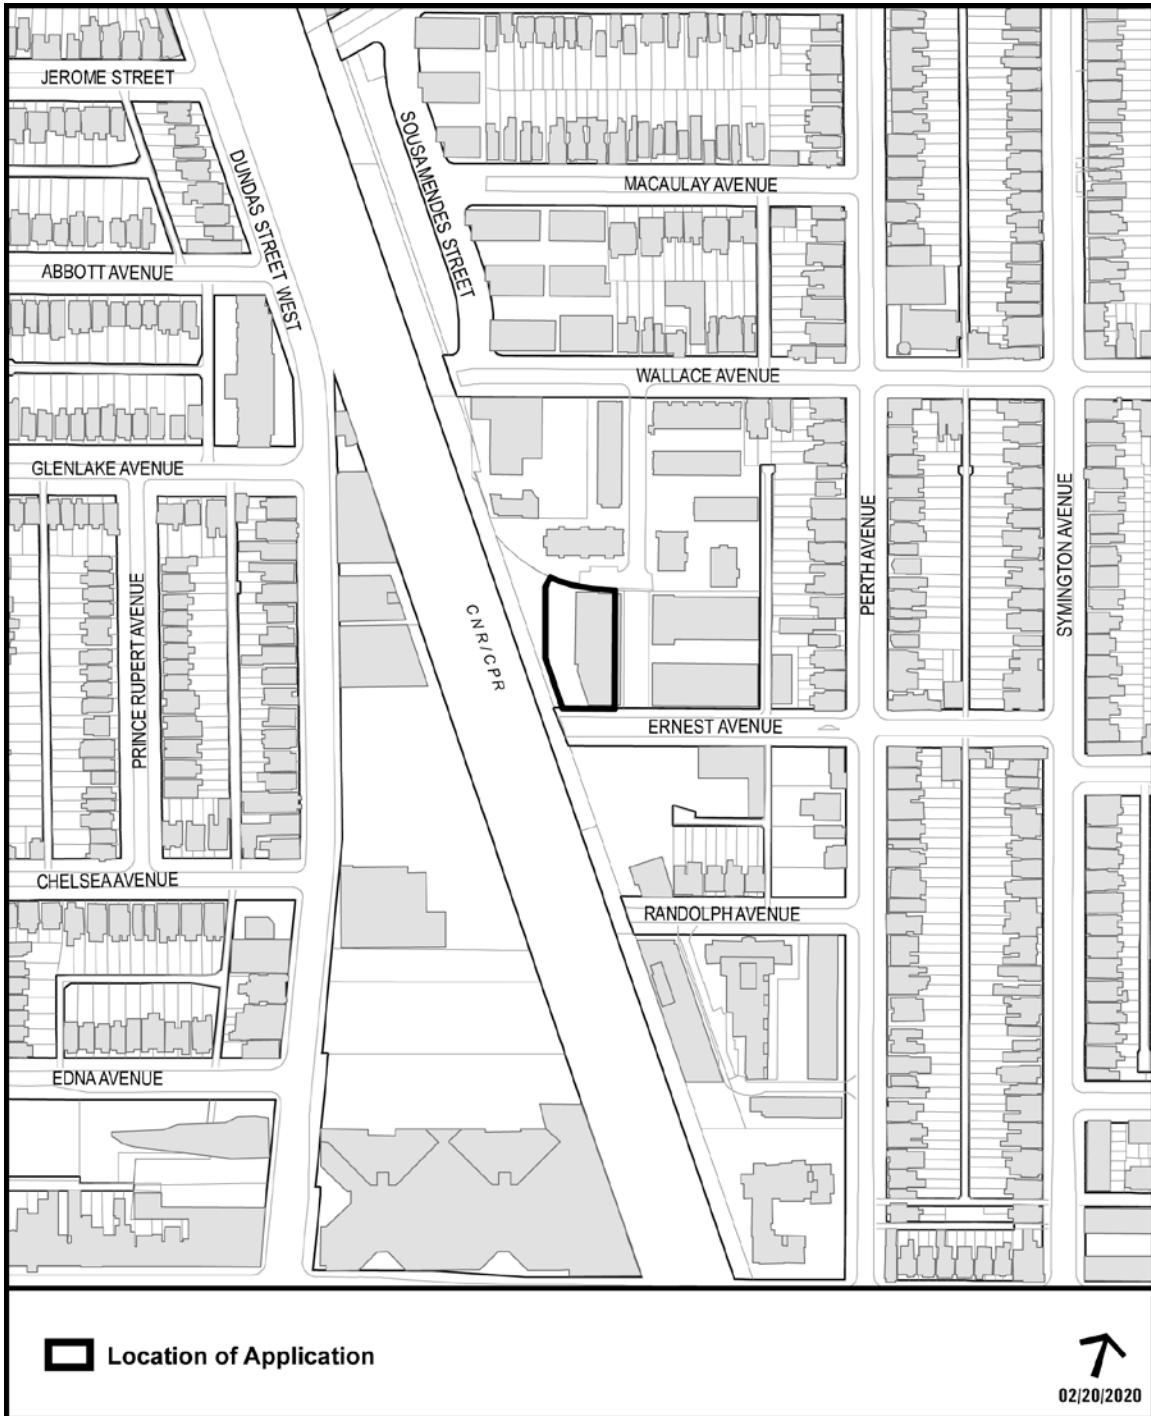 JEROME STREET
SOUSAMENDES STREET
DUNDAS STREET WEST
MACAULAY AVENUE
ABBOTT AVENUE
WALLACE AVENUE
GLENLAKE AVENUE
PERTH AVENUE
SYMINGTON AVENUE
PRINCE RUPERT AVENUE
CNR/CPR
ERNEST AVENUE
CHELSEA AVENUE
RANDOLPH AVENUE
EDNA AVENUE
Location of Application
02/20/2020